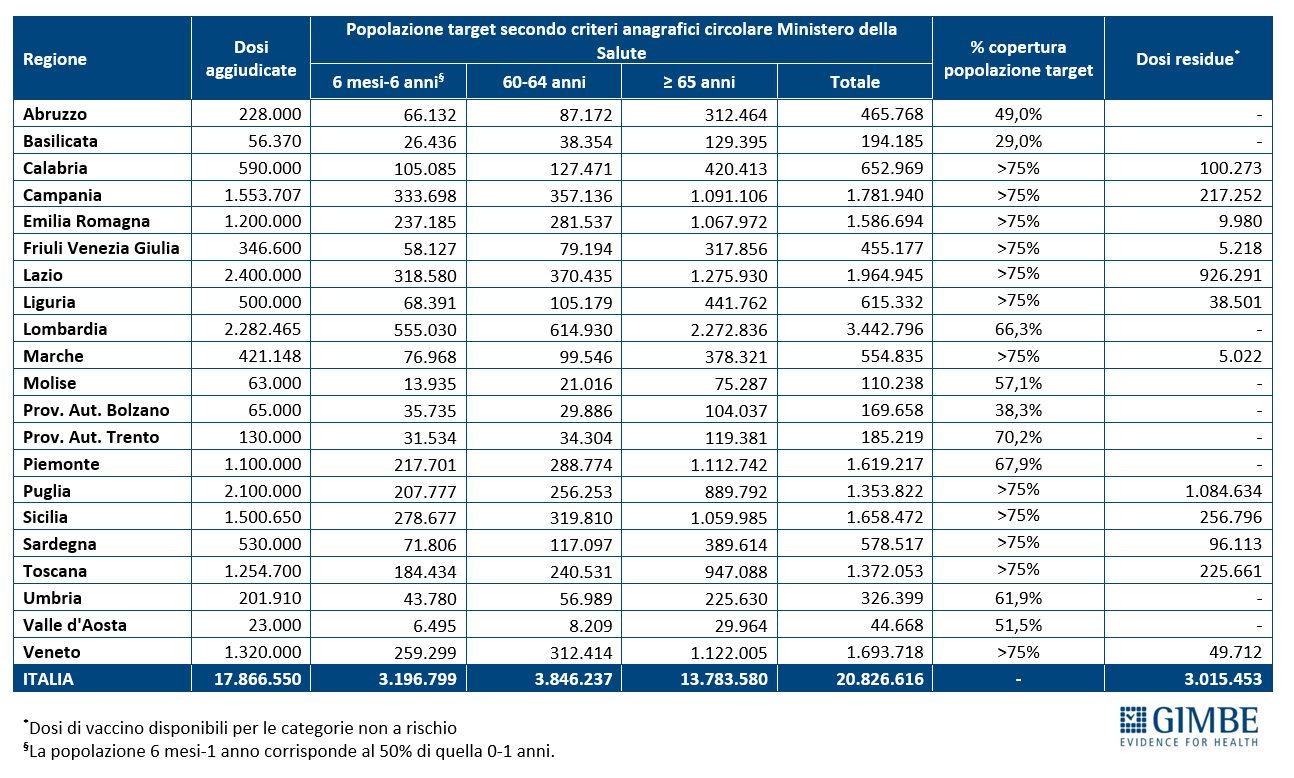 Regione Dosi aggiudicate Popolazione target secondo criteri anagrafici circolare Ministero della Salute % copertura popolazione target Dosi residue*
6 mesi-6 anni§ 60-64 anni ≥ 65 anni Totale
Abruzzo 228.000 66.132 87.172 312.464 465.768 49,0% -
Basilicata 56.370 26.436 38.354 129.395 194.185 29,0% -
Calabria 590.000 105.085 127.471 420.413 652.969 >75% 100.273
Campania 1.553.707 333.698 357.136 1.091.106 1.781.940 >75% 217.252
Emilia Romagna 1.200.000 237.185 281.537 1.067.972 1.586.694 >75% 9.980
Friuli Venezia Giulia 346.600 58.127 79.194 317.856 455.177 >75% 5.218
Lazio 2.400.000 318.580 370.435 1.275.930 1.964.945 >75% 926.291
Liguria 500.000 68.391 105.179 441.762 615.332 >75% 38.501
Lombardia 2.282.465 555.030 614.930 2.272.836 3.442.796 66,3% -
Marche 421.148 76.968 99.546 378.321 554.835 >75% 5.022
Molise 63.000 13.935 21.016 75.287 110.238 57,1% -
Prov. Aut. Bolzano 65.000 35.735 29.886 104.037 169.658 38,3% -
Prov. Aut. Trento 130.000 31.534 34.304 119.381 185.219 70,2% -
Piemonte 1.100.000 217.701 288.774 1.112.742 1.619.217 67,9% -
Puglia 2.100.000 207.777 256.253 889.792 1.353.822 >75% 1.084.634
Sicilia 1.500.650 278.677 319.810 1.059.985 1.658.472 >75% 256.796
Sardegna 530.000 71.806 117.097 389.614 578.517 >75% 96.113
Toscana 1.254.700 184.434 240.531 947.088 1.372.053 >75% 225.661
Umbria 201.910 43.780 56.989 225.630 326.399 61,9% -
Valle d'Aosta 23.000 6.495 8.209 29.964 44.668 51,5% -
Veneto 1.320.000 259.299 312.414 1.122.005 1.693.718 >75% 49.712
ITALIA 17.866.550 3.196.799 3.846.237 13.783.580 20.826.616 - 3.015.453
*Dosi di vaccino disponibili per le categorie non a rischio
§La popolazione 6 mesi-1 anno corrisponde al 50% di quella 0-1 anni.
GIMBE
EVIDENCE FOR HEALTH